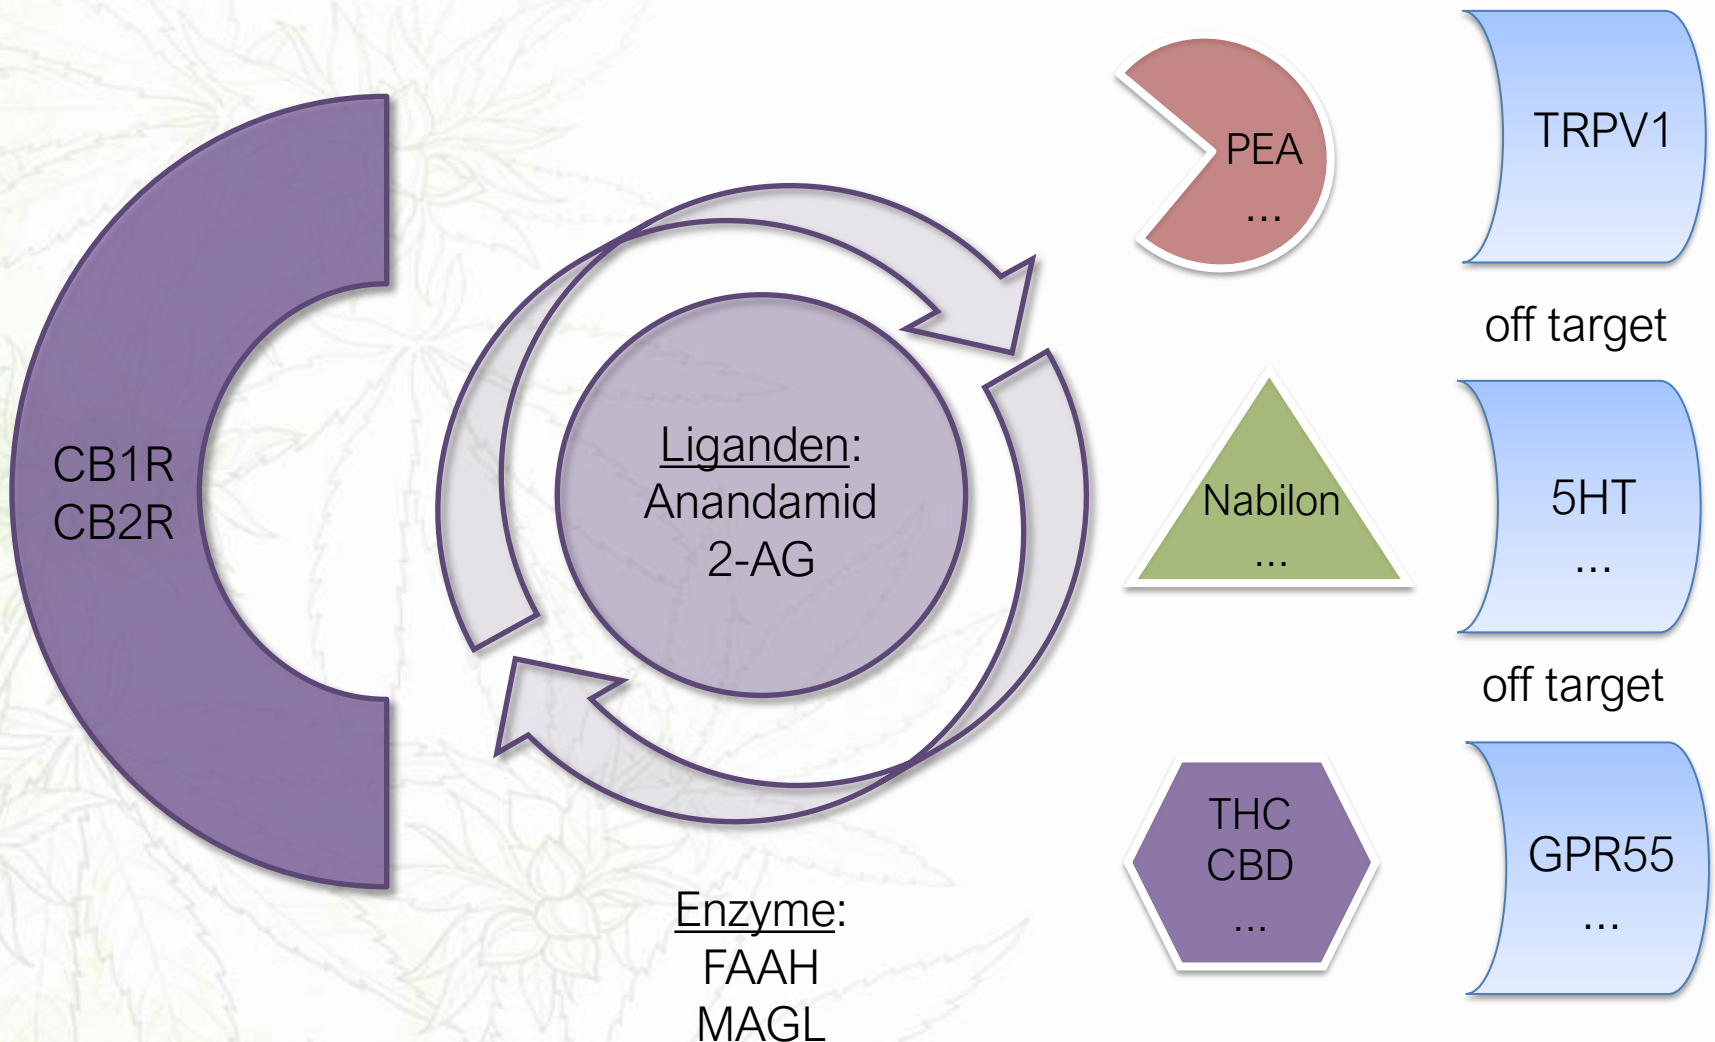 CB1R
CB2R
Liganden:
Anandamid
2-AG
Enzyme:
FAAH
MAGL
PEA
...
Nabilon
...
THC
CBD
...
TRPV1
off target
5HT
...
off target
GPR55
...